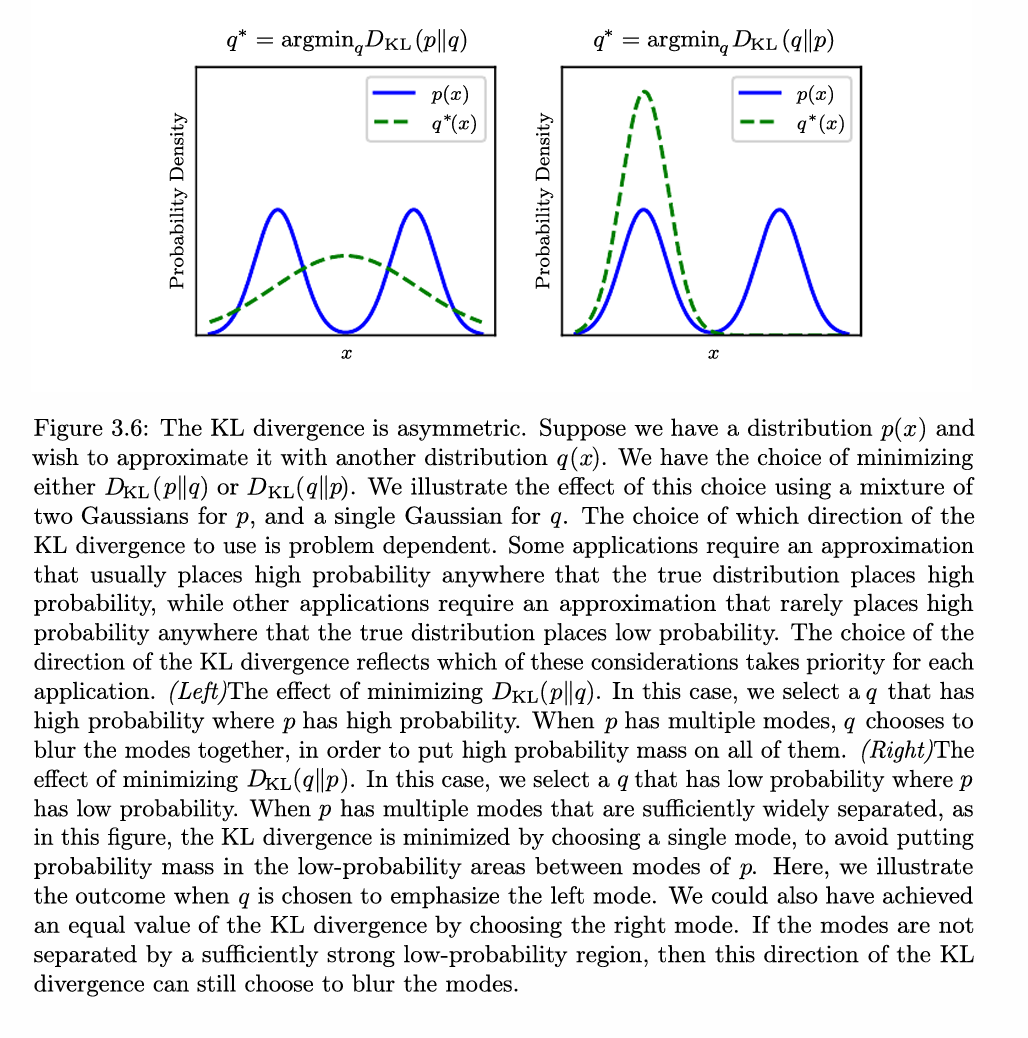 q* = argmin_q D_KL(p‖q)
q* = argmin_q D_KL(q‖p)
p(x)
q*(x)
Probability Density
x
p(x)
q*(x)
Probability Density
x
Figure 3.6: The KL divergence is asymmetric. Suppose we have a distribution p(x) and
wish to approximate it with another distribution q(x). We have the choice of minimizing
either D_KL(p‖q) or D_KL(q‖p). We illustrate the effect of this choice using a mixture of
two Gaussians for p, and a single Gaussian for q. The choice of which direction of the
KL divergence to use is problem dependent. Some applications require an approximation
that usually places high probability anywhere that the true distribution places high
probability, while other applications require an approximation that rarely places high
probability anywhere that the true distribution places low probability. The choice of the
direction of the KL divergence reflects which of these considerations takes priority for each
application. (Left)The effect of minimizing D_KL(p‖q). In this case, we select a q that has
high probability where p has high probability. When p has multiple modes, q chooses to
blur the modes together, in order to put high probability mass on all of them. (Right)The
effect of minimizing D_KL(q‖p). In this case, we select a q that has low probability where p
has low probability. When p has multiple modes that are sufficiently widely separated, as
in this figure, the KL divergence is minimized by choosing a single mode, to avoid putting
probability mass in the low-probability areas between modes of p. Here, we illustrate
the outcome when q is chosen to emphasize the left mode. We could also have achieved
an equal value of the KL divergence by choosing the right mode. If the modes are not
separated by a sufficiently strong low-probability region, then this direction of the KL
divergence can still choose to blur the modes.